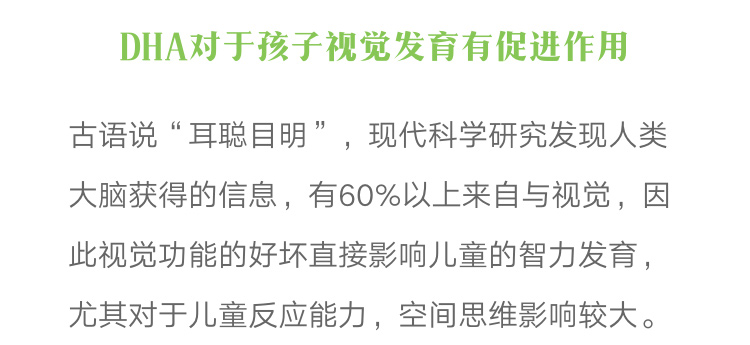 DHA对于孩子视觉发育有促进作用
古语说“耳聪目明”，现代科学研究发现人类
大脑获得的信息，有60%以上来自与视觉，因
此视觉功能的好坏直接影响儿童的智力发育，
尤其对于儿童反应能力，空间思维影响较大。